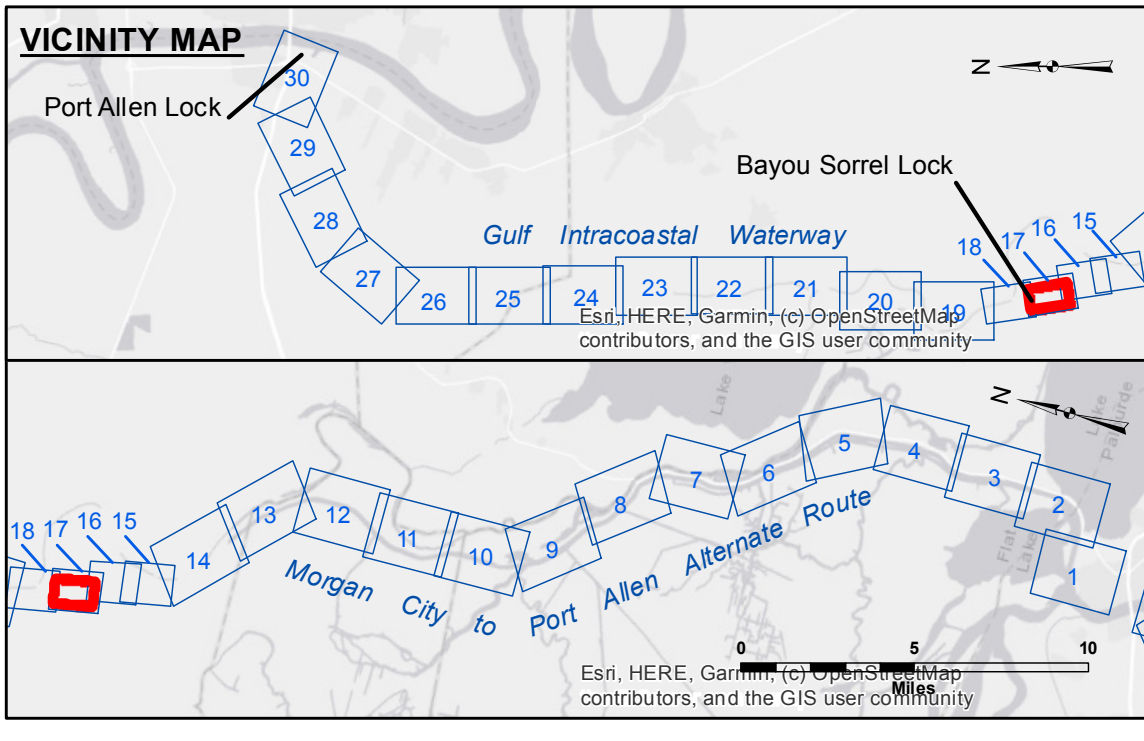 VICINITY MAP
N
30
Port Allen Lock
29
Bayou Sorrel Lock
28
Gulf Intracoastal Waterway
18
17
16
15
27
26
25
24
23
22
21
20
19
Esri, HERE, Garmin, (c) OpenStreetMap
contributors, and the GIS user community
N
Lake
Lake
Palourde
Flat
Lake
18
17
16
15
14
13
12
11
10
9
8
7
6
5
4
3
2
1
Morgan City to Port Allen Alternate Route
0 5 10
Miles
Esri, HERE, Garmin, (c) OpenStreetMap
contributors, and the GIS user community